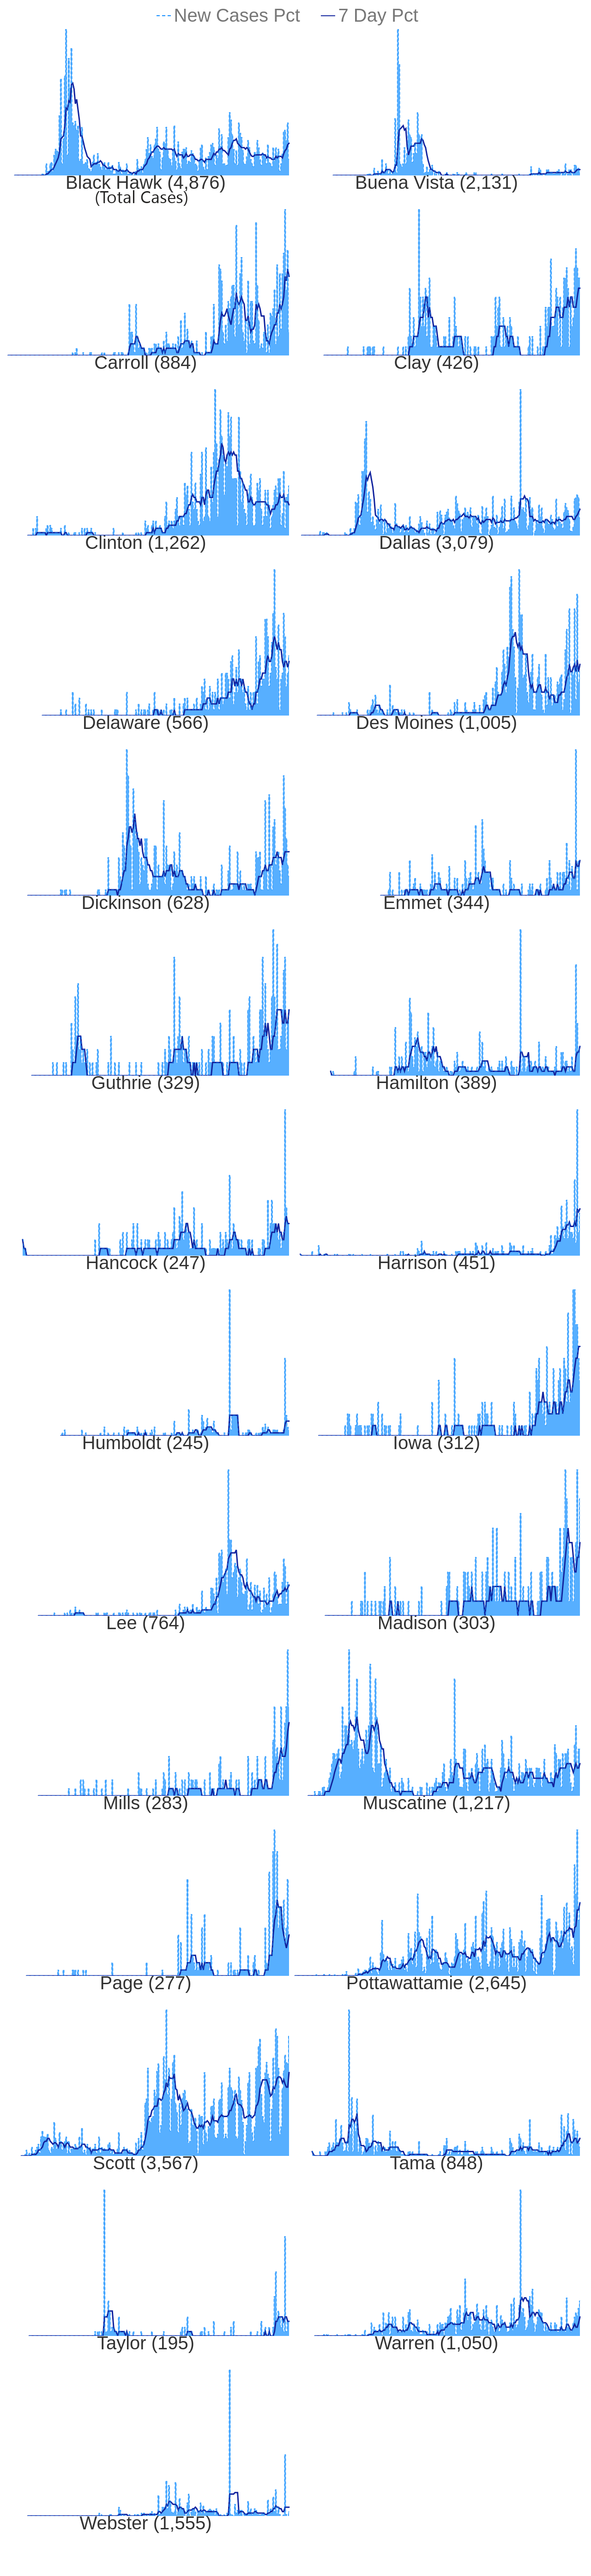 New Cases Pct 7 Day Pct
Black Hawk (4,876) Buena Vista (2,131)
(Total Cases)
Carroll (884) Clay (426)
Clinton (1,262) Dallas (3,079)
Delaware (566) Des Moines (1,005)
Dickinson (628) Emmet (344)
Guthrie (329) Hamilton (389)
Hancock (247) Harrison (451)
Humboldt (245) Iowa (312)
Lee (764) Madison (303)
Mills (283) Muscatine (1,217)
Page (277) Pottawattamie (2,645)
Scott (3,567) Tama (848)
Taylor (195) Warren (1,050)
Webster (1,555)